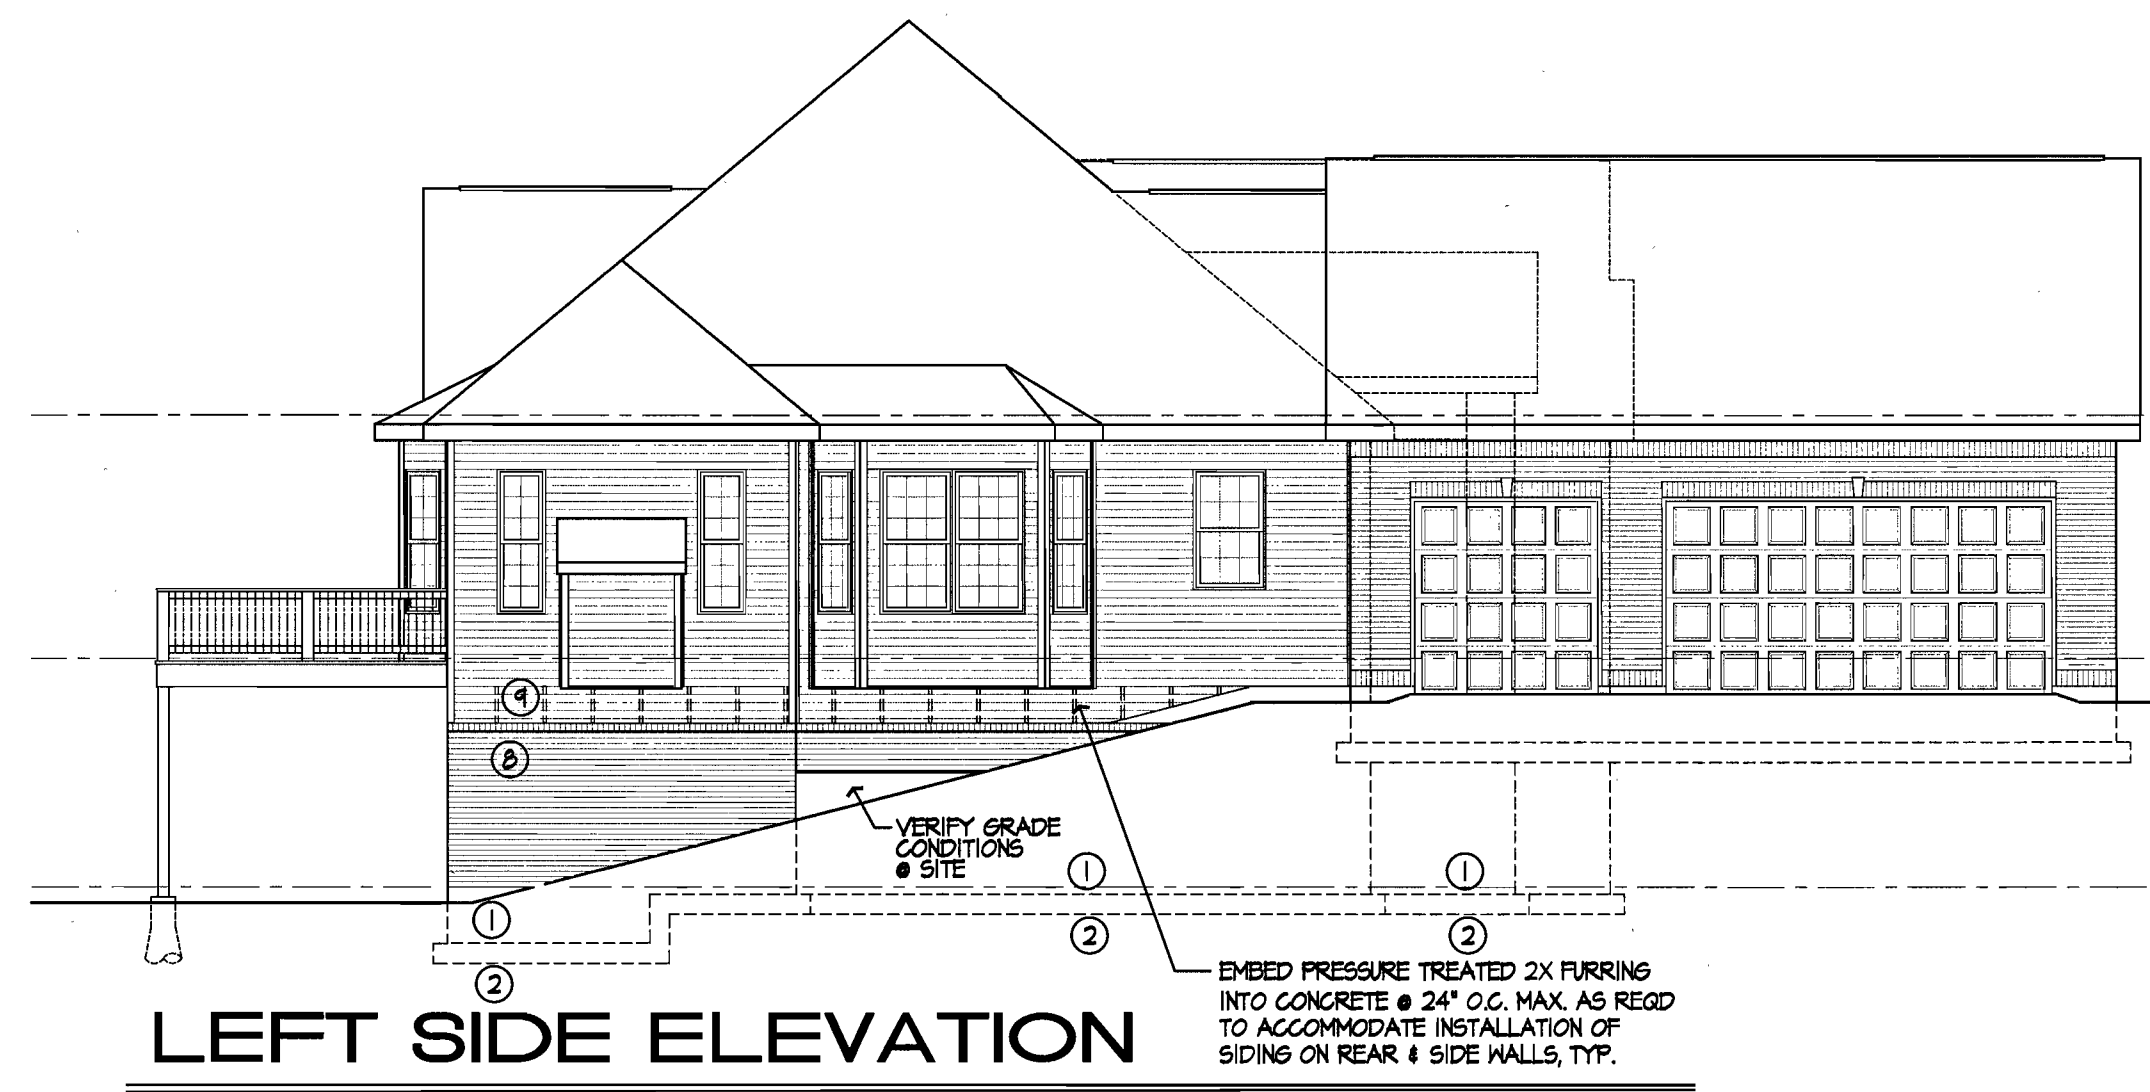 9
8
VERIFY GRADE
CONDITIONS
@ SITE
1
1
1
2
2
2
EMBED PRESSURE TREATED 2X FURRING
INTO CONCRETE @ 24" O.C. MAX. AS REQD
TO ACCOMMODATE INSTALLATION OF
SIDING ON REAR & SIDE WALLS, TYP.
LEFT SIDE ELEVATION